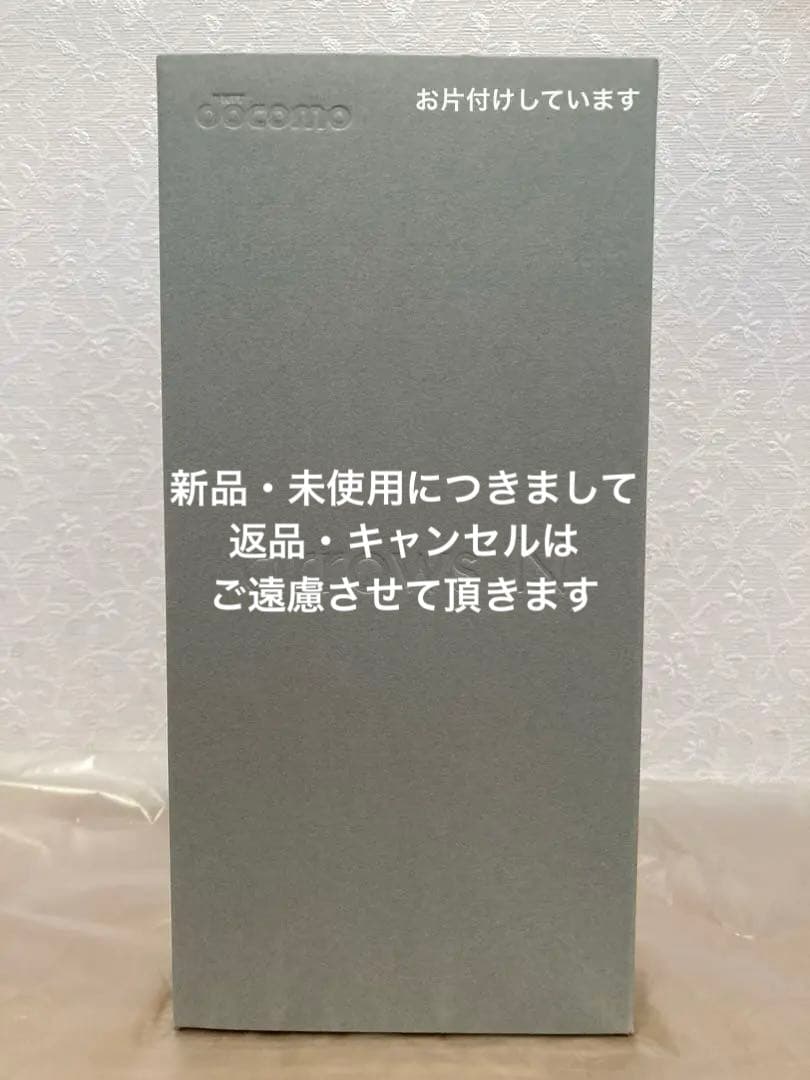 docomo
お片付けしています
新品・未使用につきまして
返品・キャンセルは
arrows N
ご遠慮させて頂きます